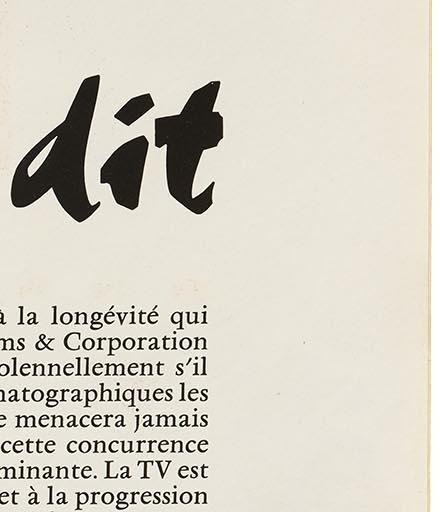 dit
à la longévité qui
ms & Corporation
olennellement s'il
natographiques les
e menacera jamais
cette concurrence
minante. La TV est
et à la progression